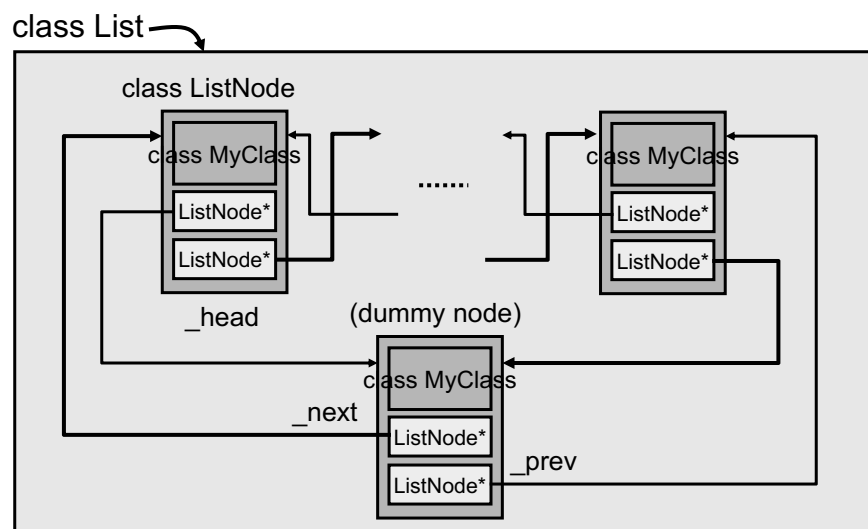 class List
class ListNode
class MyClass
ListNode*
ListNode*
........
class MyClass
ListNode*
ListNode*
_head
(dummy node)
class MyClass
_next
ListNode*
ListNode*
_prev